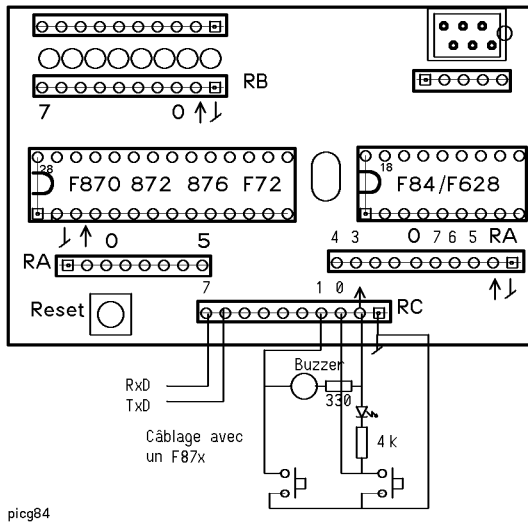 RB
7 0
28
F870 872 876 F72
18
F84/F628
0 5
4 3 0 7 6 5 RA
RA
7 1 0
RC
Reset
Buzzer
RxD
330
TxD
Câblage avec
4k
un F87x
picg84